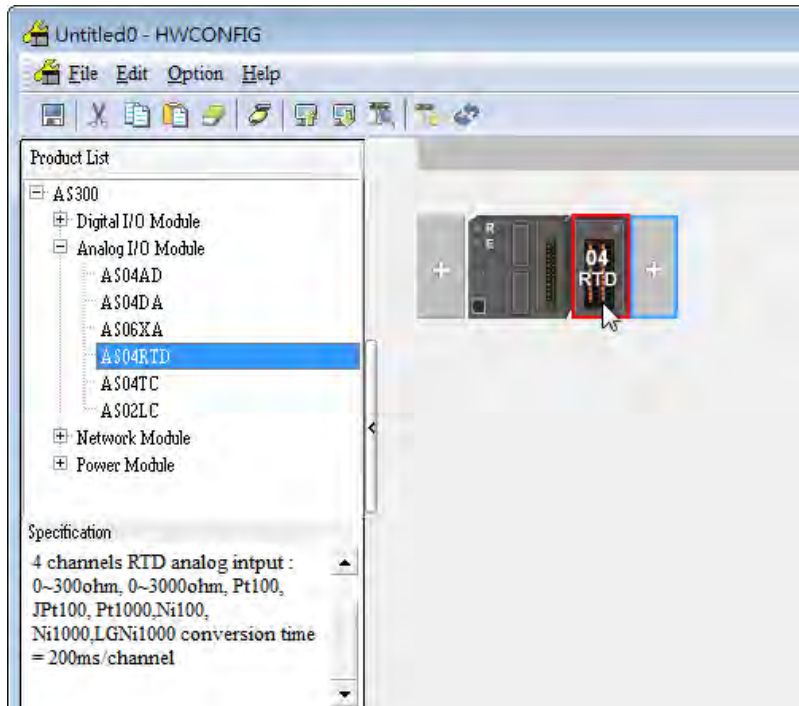 Untitled0 - HWCONFIG
File Edit Option Help
Product List
AS300
Digital I/O Module
Analog I/O Module
AS04AD
AS04DA
AS06XA
AS04RTD
AS04TC
AS02LC
Network Module
Power Module
R
E
04
RTD
Specification
4 channels RTD analog intput :
0~300ohm, 0~3000ohm, Pt100,
JPt100, Pt1000,Ni100,
Ni1000,LGNi1000 conversion time
= 200ms/channel